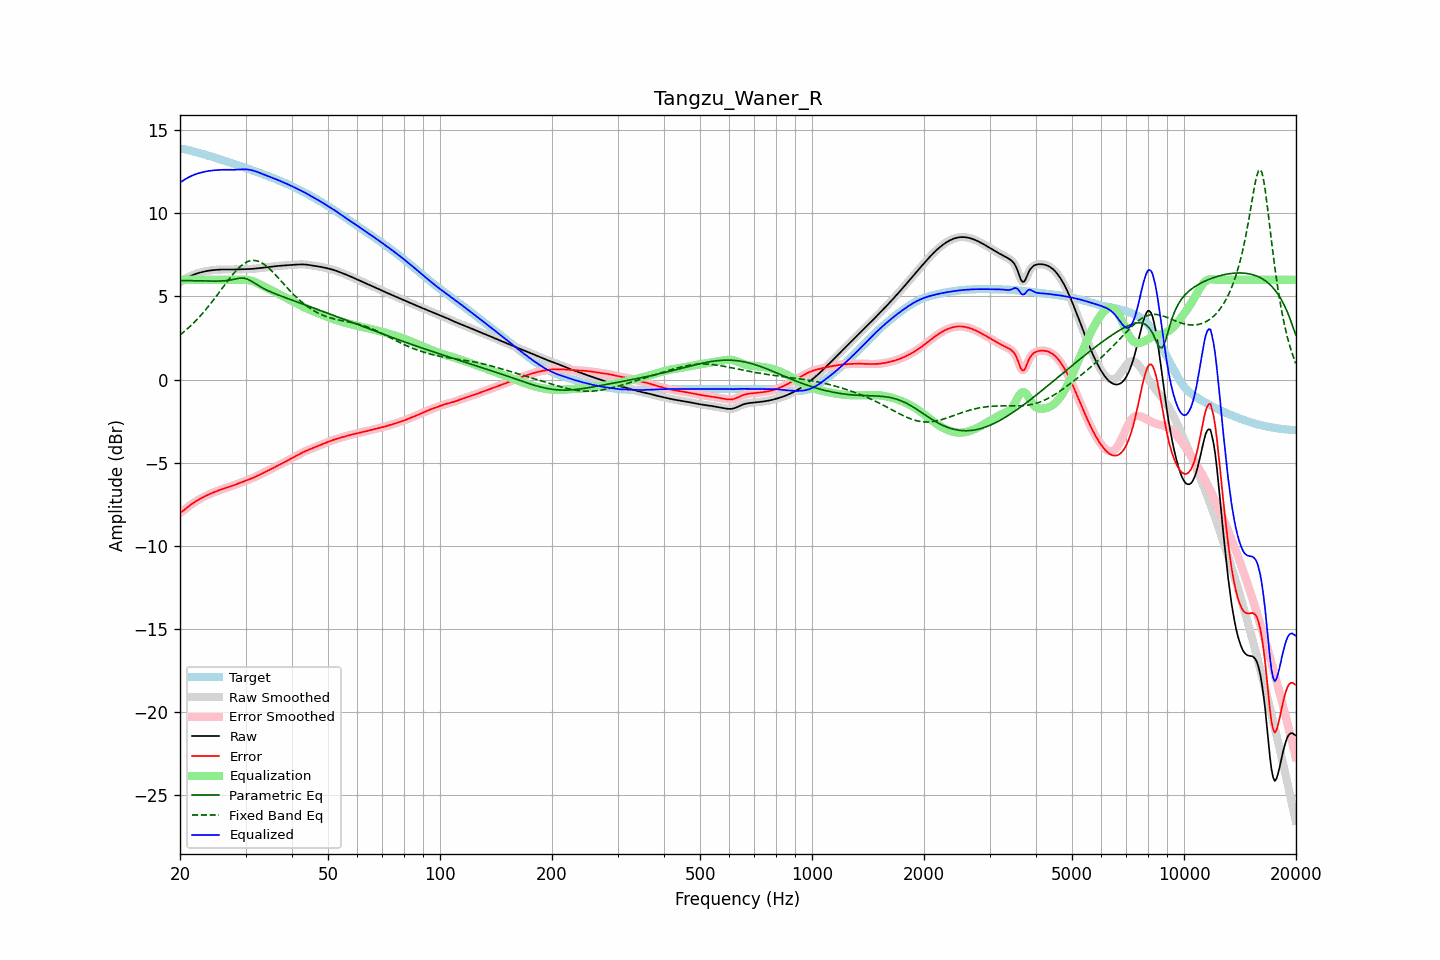 Tangzu_Waner_R
15
10
5
0
−5
−10
−15
−20
−25
Amplitude (dBr)
Target
Raw Smoothed
Error Smoothed
Raw
Error
Equalization
Parametric Eq
Fixed Band Eq
Equalized
20 50 100 200 500 1000 2000 5000 10000 20000
Frequency (Hz)